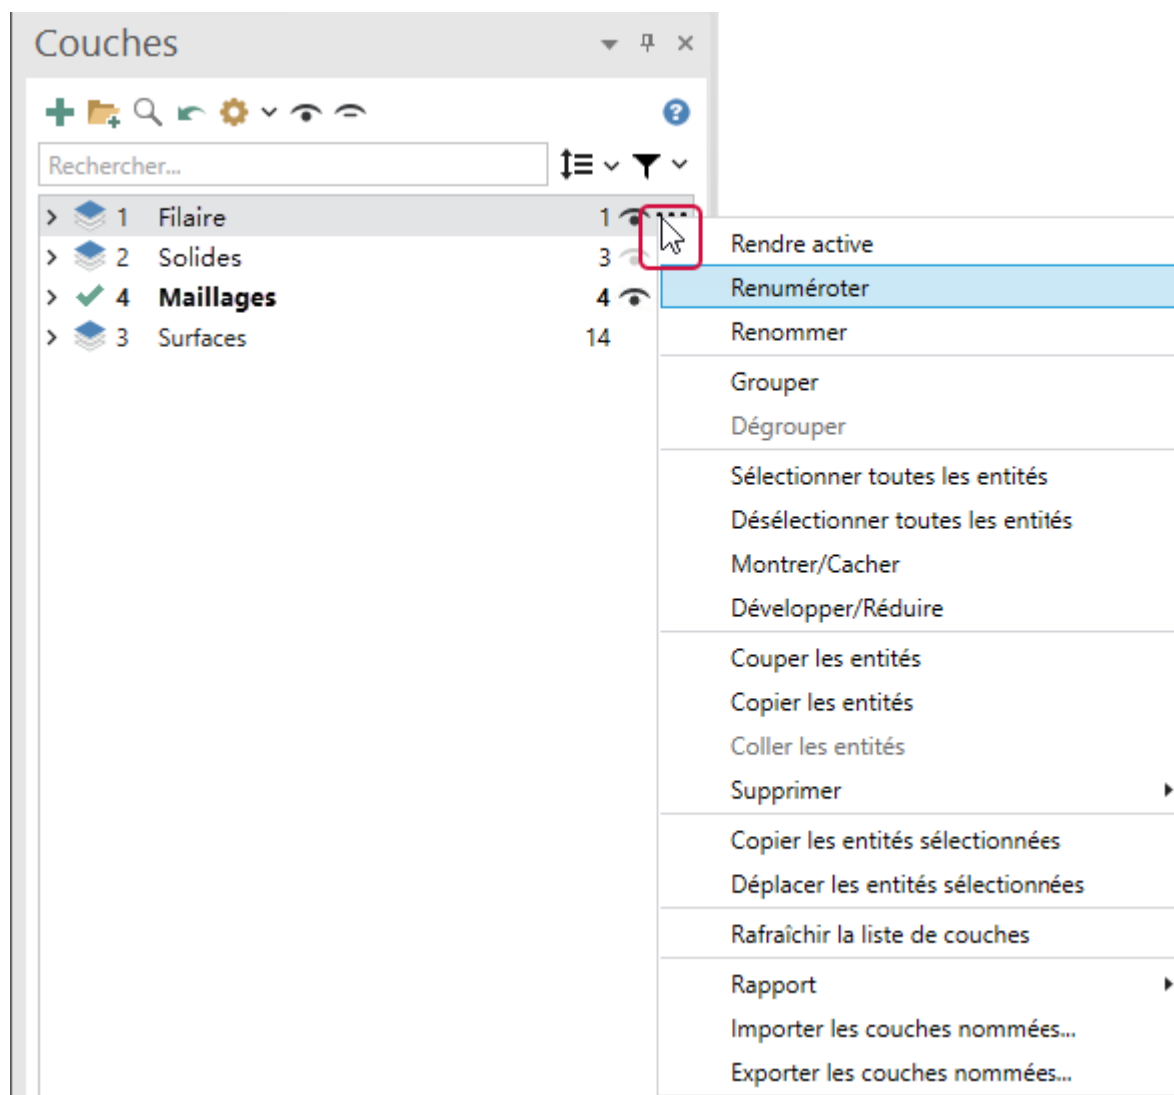 Couches
Rechercher...
1 Filaire 1
2 Solides 3
4 Maillages 4
3 Surfaces 14
Rendre active
Renuméroter
Renommer
Grouper
Dégrouper
Sélectionner toutes les entités
Désélectionner toutes les entités
Montrer/Cacher
Développer/Réduire
Couper les entités
Copier les entités
Coller les entités
Supprimer
Copier les entités sélectionnées
Déplacer les entités sélectionnées
Rafraîchir la liste de couches
Rapport
Importer les couches nommées...
Exporter les couches nommées...